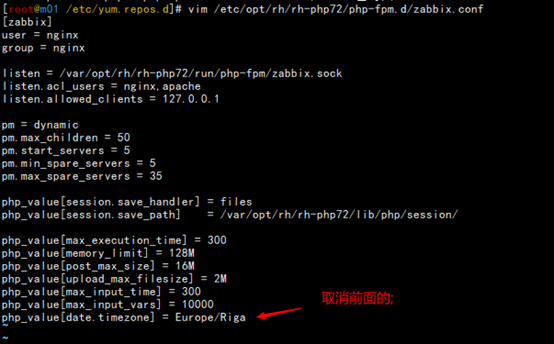 [root@m01 /etc/yum.repos.d]# vim /etc/opt/rh/rh-php72/php-fpm.d/zabbix.conf
[zabbix]
user = nginx
group = nginx
listen = /var/opt/rh/rh-php72/run/php-fpm/zabbix.sock
listen.acl_users = nginx,apache
listen.allowed_clients = 127.0.0.1
pm = dynamic
pm.max_children = 50
pm.start_servers = 5
pm.min_spare_servers = 5
pm.max_spare_servers = 35
php_value[session.save_handler] = files
php_value[session.save_path]    = /var/opt/rh/rh-php72/lib/php/session/
php_value[max_execution_time] = 300
php_value[memory_limit] = 128M
php_value[post_max_size] = 16M
php_value[upload_max_filesize] = 2M
php_value[max_input_time] = 300
php_value[max_input_vars] = 10000
取消前面的;
php_value[date.timezone] = Europe/Riga
~
~